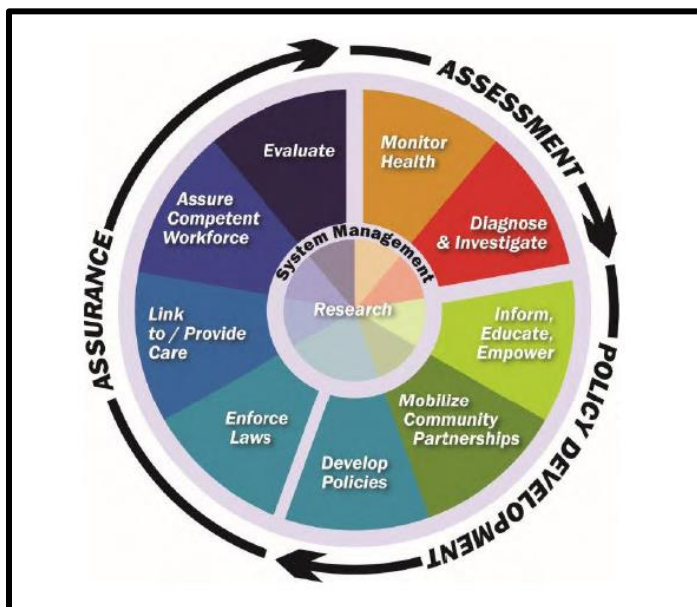 ASSESSMENT
Monitor
Health
Diagnose
& Investigate
POLICY DEVELOPMENT
Inform,
Educate,
Empower
Mobilize
Community
Partnerships
Develop
Policies
ASSURANCE
Enforce
Laws
Link
to / Provide
Care
Assure
Competent
Workforce
Evaluate
System Management
Research